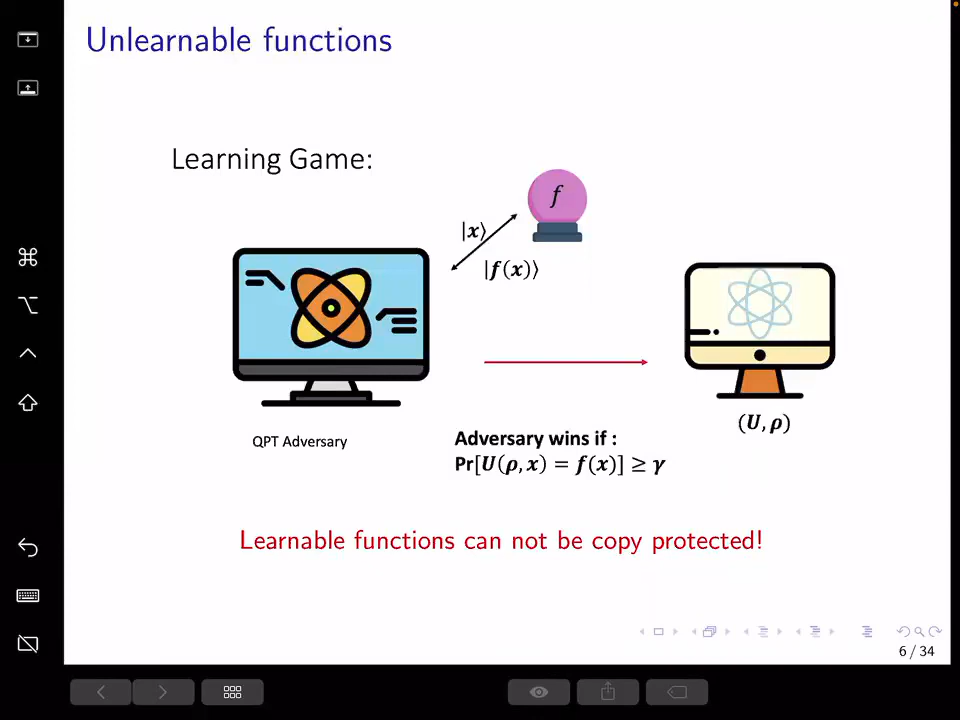 Unlearnable functions
Learning Game:
f
|x⟩
|f(x)⟩
QPT Adversary
(U, ρ)
Adversary wins if :
Pr[U(ρ, x) = f(x)] ≥ γ
Learnable functions can not be copy protected!
6 / 34